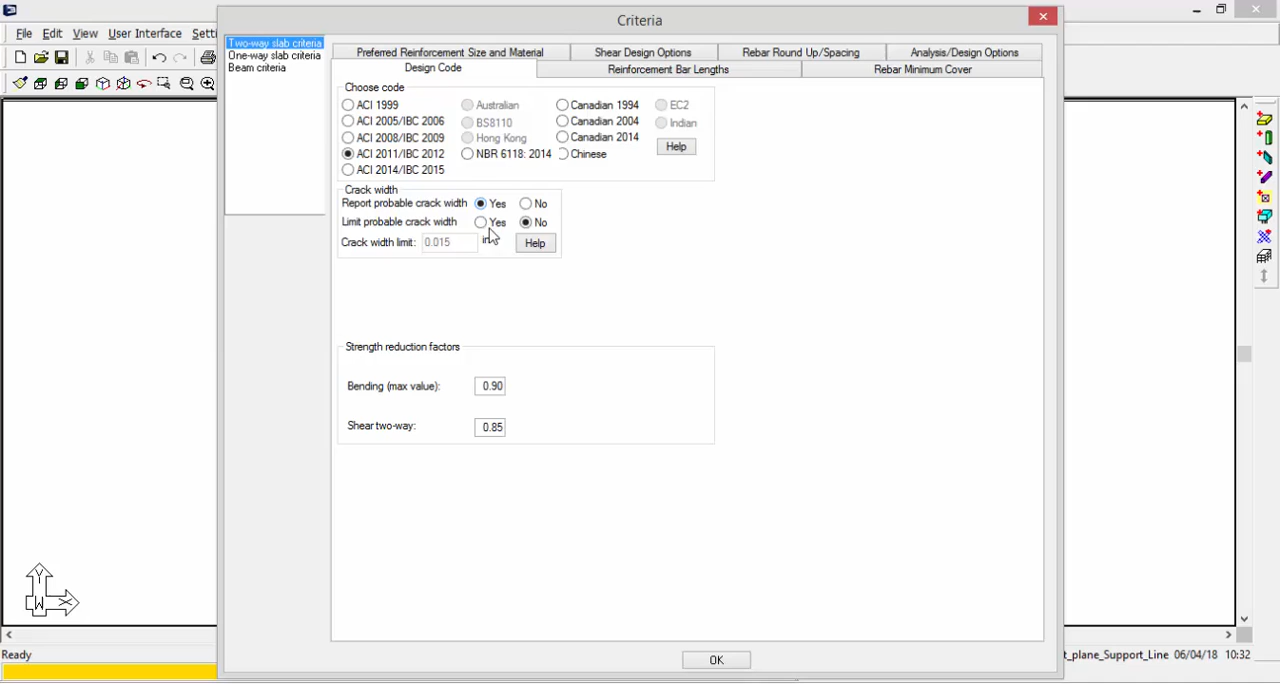 Criteria
File Edit View User Interface Setti
Two-way slab criteria
One-way slab criteria
Beam criteria
Preferred Reinforcement Size and Material Shear Design Options Rebar Round Up/Spacing Analysis/Design Options
Design Code Reinforcement Bar Lengths Rebar Minimum Cover
Choose code
ACI 1999 Australian Canadian 1994 EC2
ACI 2005/IBC 2006 BS8110 Canadian 2004 Indian
ACI 2008/IBC 2009 Hong Kong Canadian 2014
ACI 2011/IBC 2012 NBR 6118: 2014 Chinese Help
ACI 2014/IBC 2015
Crack width
Report probable crack width Yes No
Limit probable crack width Yes No
Crack width limit: 0.015 in Help
Strength reduction factors
Bending (max value): 0.90
Shear two-way: 0.85
Y
W X
OK
Ready t_plane_Support_Line 06/04/18 10:32